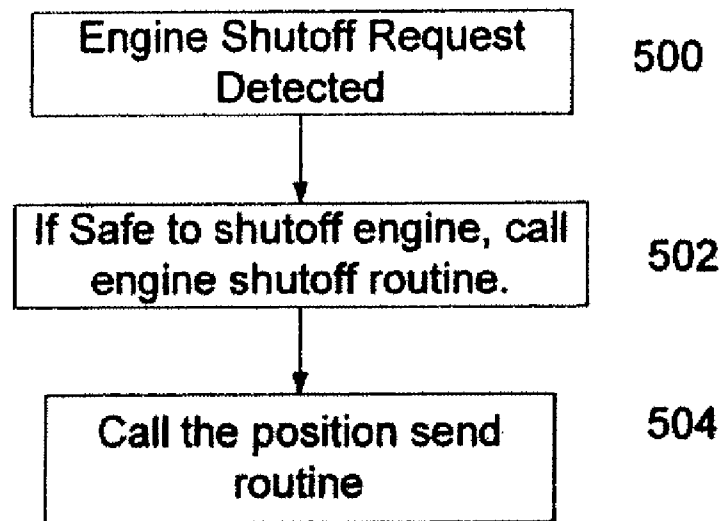 Engine Shutoff Request
Detected
500
If Safe to shutoff engine, call
engine shutoff routine.
502
Call the position send
routine
504